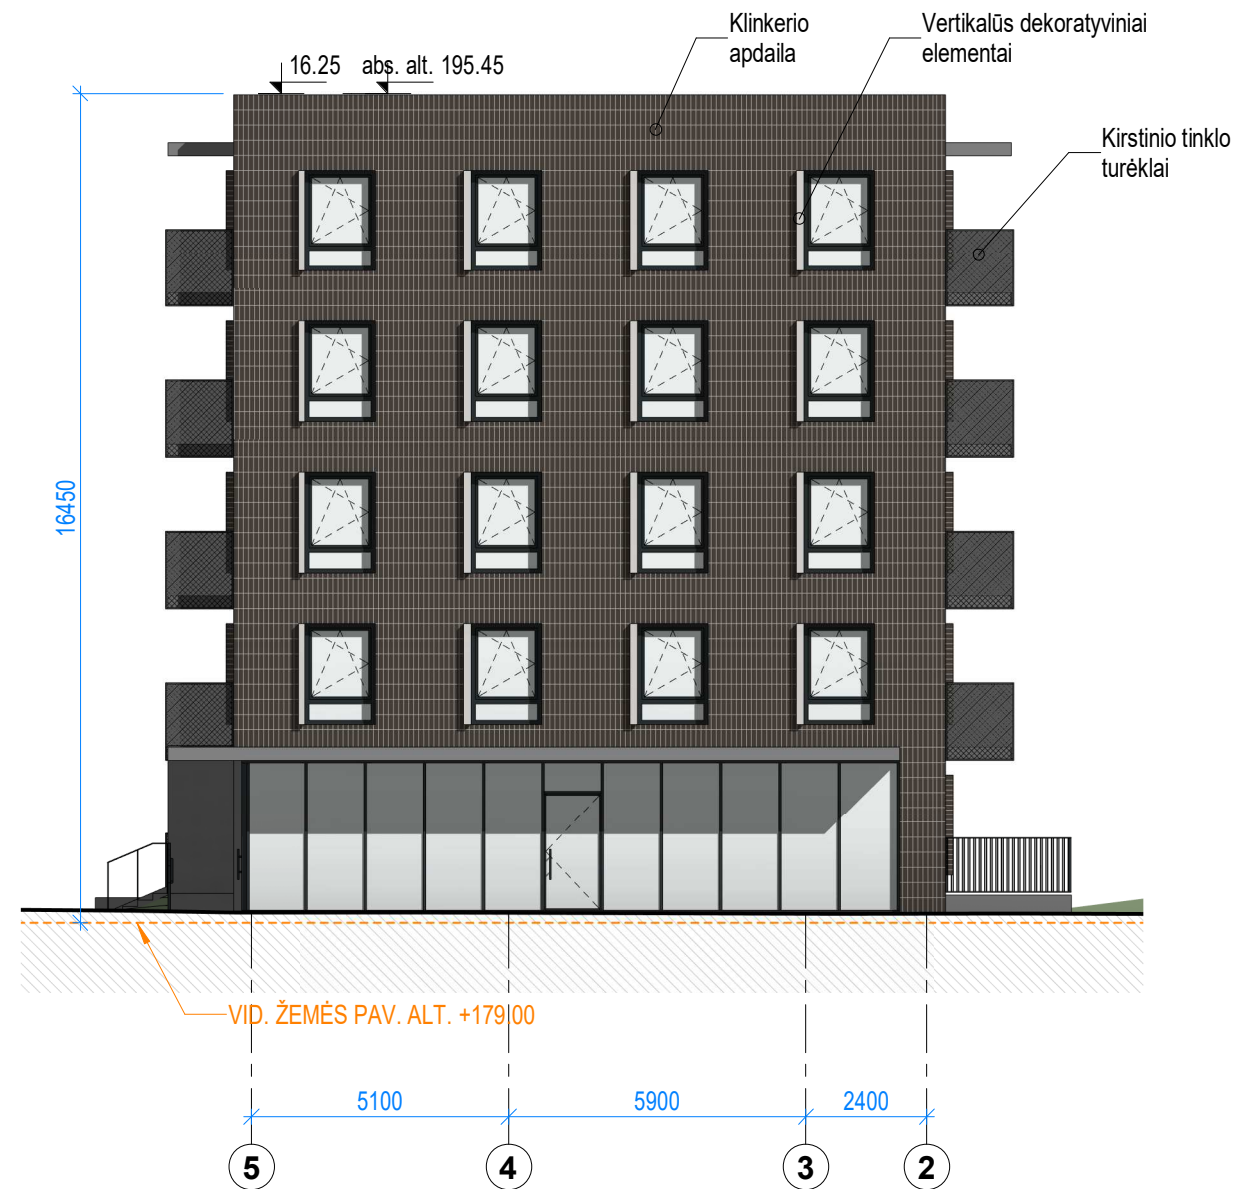 Klinkerio
apdaila
Vertikalūs dekoratyviniai
elementai
16.25
abs. alt. 195.45
Kirstinio tinklo
turėklai
16450
VID. ŽEMĖS PAV. ALT. +179.00
5100
5900
2400
5
4
3
2